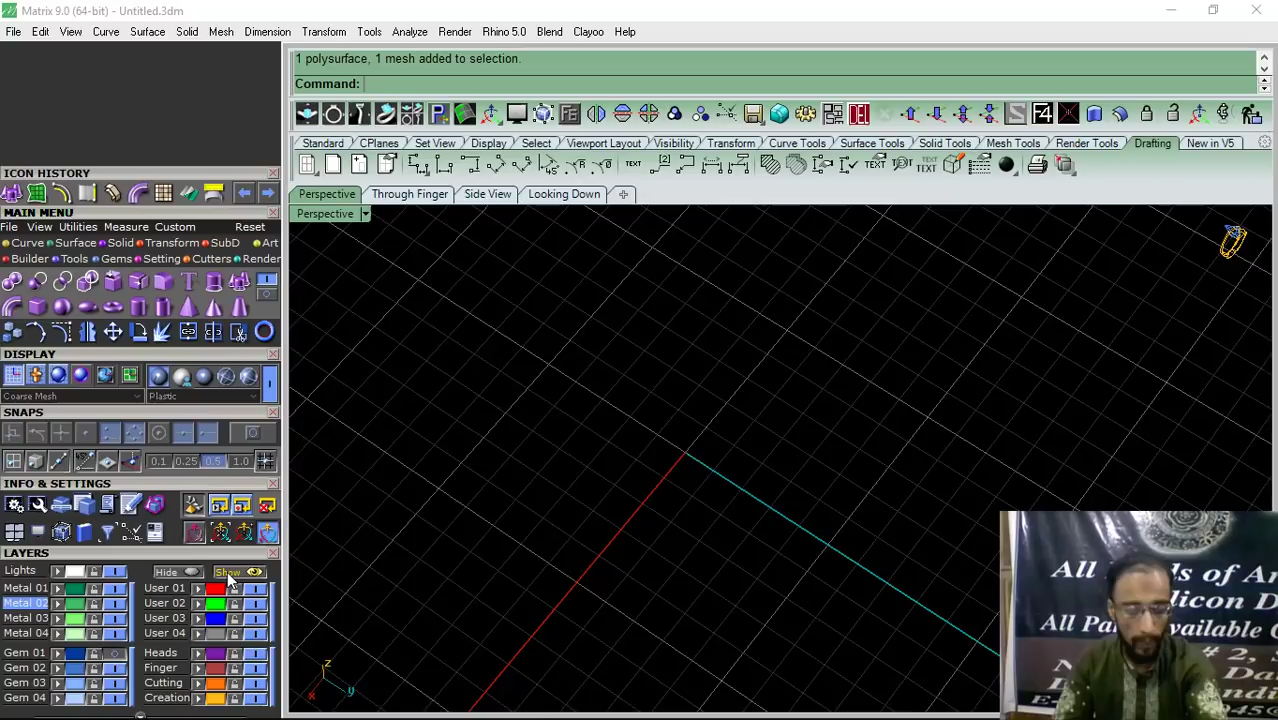 Matrix 9.0 (64-bit) - Untitled.3dm
File Edit View Curve Surface Solid Mesh Dimension Transform Tools Analyze Render Rhino 5.0 Blend Clayoo Help
1 polysurface, 1 mesh added to selection.
Command:
Standard CPlanes Set View Display Select Viewport Layout Visibility Transform Curve Tools Surface Tools Solid Tools Mesh Tools Render Tools Drafting New in V5
Perspective Through Finger Side View Looking Down
Perspective
ICON HISTORY
MAIN MENU
File View Utilities Measure Custom Reset
Curve Surface Solid Transform SubD Art
Builder Tools Gems Setting Cutters Render
DISPLAY
Coarse Mesh Plastic
SNAPS
0.1 0.25 0.5 1.0
INFO & SETTINGS
LAYERS
Lights Hide Show
Metal 01 User 01
Metal 02 User 02
Metal 03 User 03
Metal 04 User 04
Gem 01 Heads
Gem 02 Finger
Gem 03 Cutting
Gem 04 Creation
z
x y